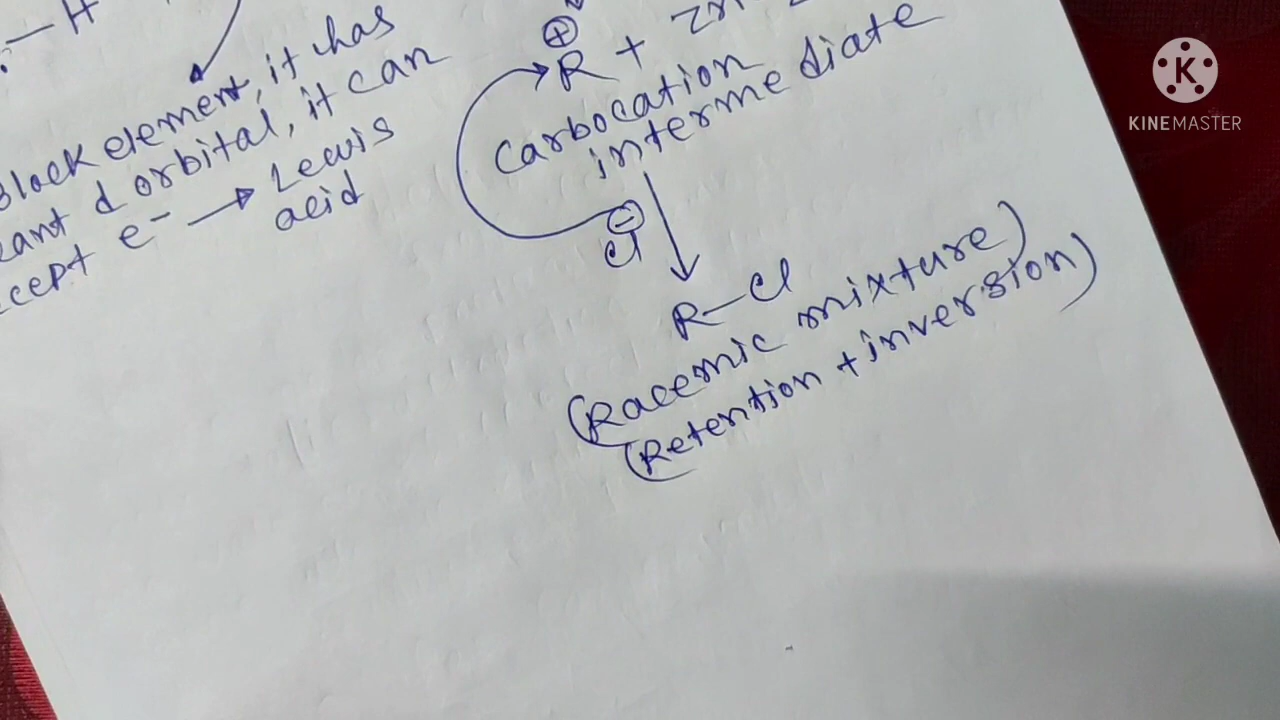 –H
Block element, it has
cant d orbital, it can
ccept e⁻ → Lewis
acid
⊕
R + Zn
Carbocation
intermediate
⊖
Cl
R–Cl
(Racemic mixture)
(Retention + inversion)
K
KINEMASTER